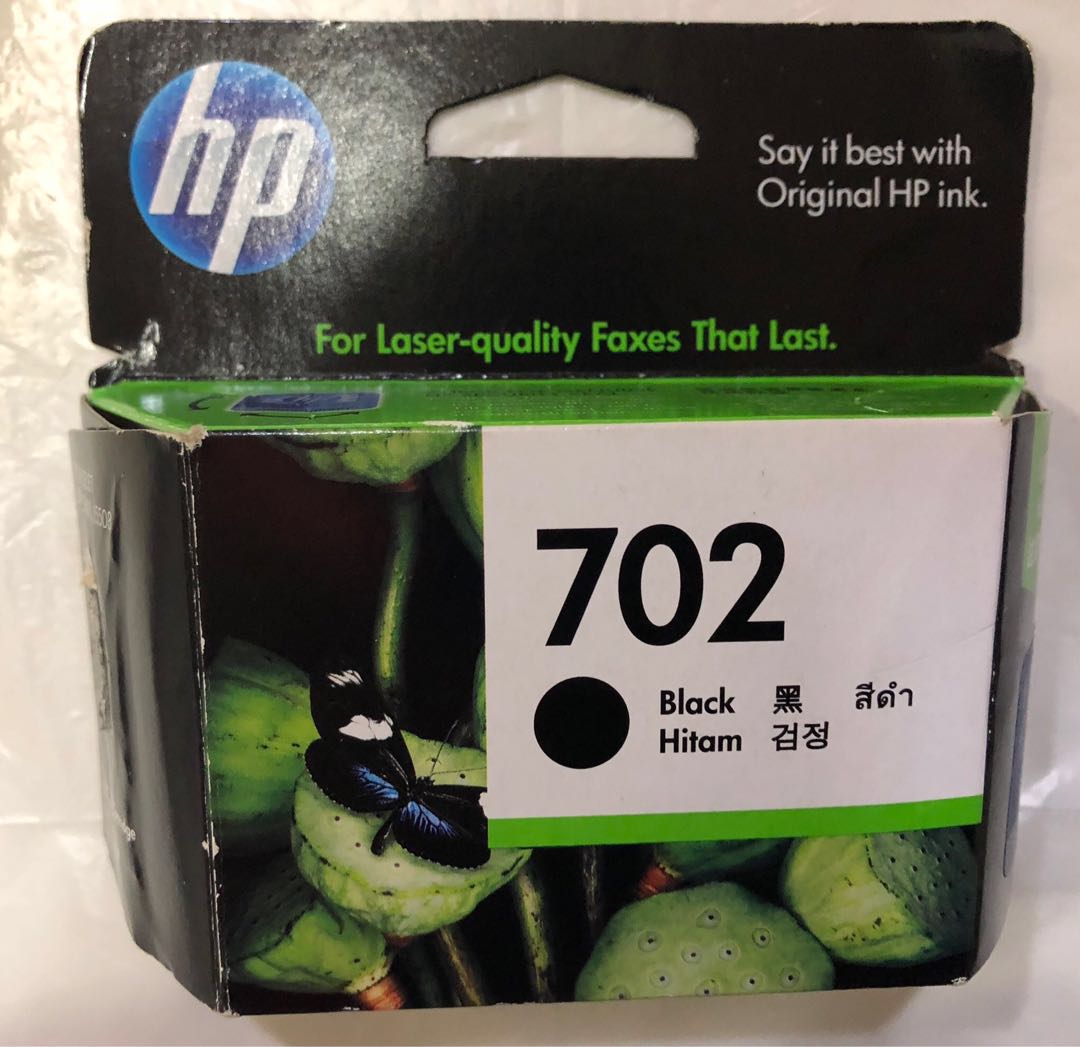 hp
Say it best with
Original HP ink.
For Laser-quality Faxes That Last.
702
Black 黑 สีดำ
Hitam 검정